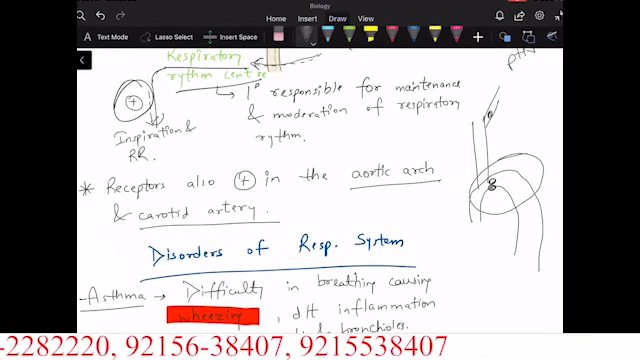 Biology
Home Insert Draw View
Text Mode Lasso Select Insert Space
Respiratory
rythm centre
pH↓
→ 1° responsible for maintenance
& moderation of respiratory
rythm.
+
Inspiration &
RR.
* Receptors also + in the aortic arch
& carotid artery.
Disorders of Resp. System
-Asthma → Difficulty in breathing causing
wheezing, d/t inflammation
bronchioles.
-2282220, 92156-38407, 9215538407